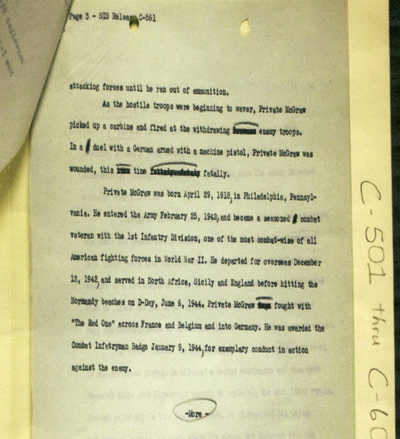 Page 3 - SIS Release C-561
attacking forces until he ran out of ammunition.
As the hostile troops were beginning to waver, Private McGraw
picked up a carbine and fired at the withdrawing enemy troops.
In a duel with a German armed with a machine pistol, Private McGraw was
wounded, this time fatally.
Private McGraw was born April 29, 1918, in Philadelphia, Pennsyl-
vania. He entered the Army February 25, 1942, and became a seasoned combat
veteran with the 1st Infantry Division, one of the most combat-wise of all
American fighting forces in World War II. He departed for overseas December
12, 1942, and served in North Africa, Sicily and England before hitting the
Normandy beaches on D-Day, June 6, 1944. Private McGraw fought with
"The Red One" across France and Belgium and into Germany. He was awarded the
Combat Infatryman Badge January 9, 1944, for exemplary conduct in action
against the enemy.
-More-
C-501 thru C-60